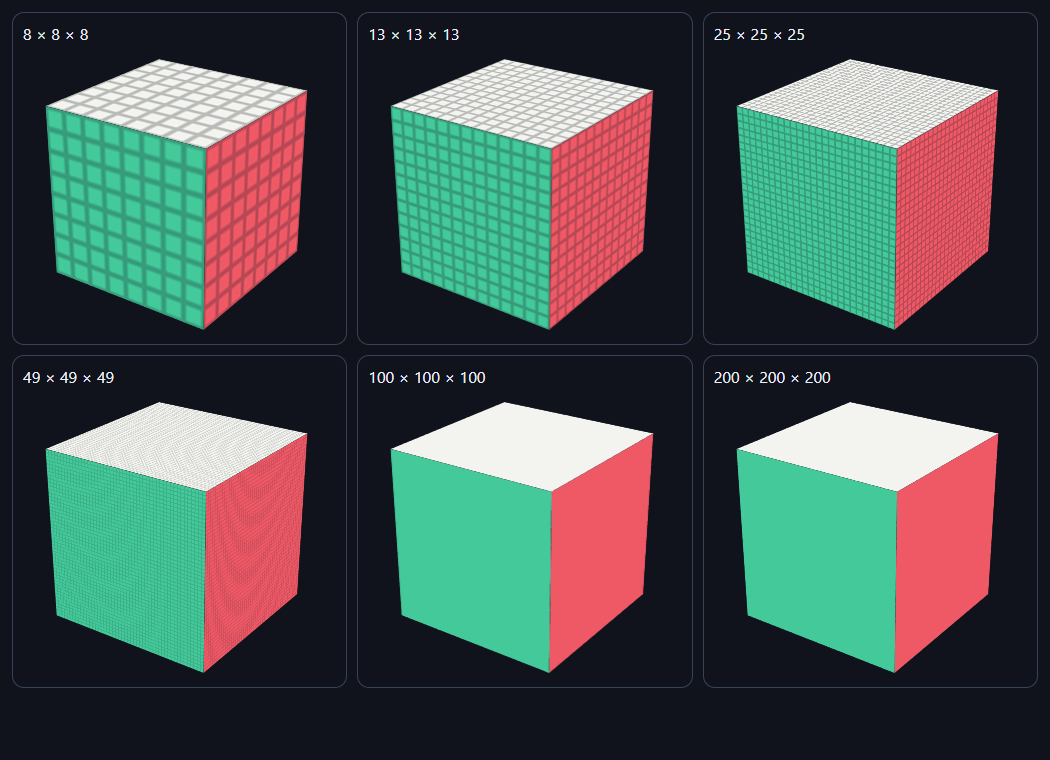 8 × 8 × 8
13 × 13 × 13
25 × 25 × 25
49 × 49 × 49
100 × 100 × 100
200 × 200 × 200